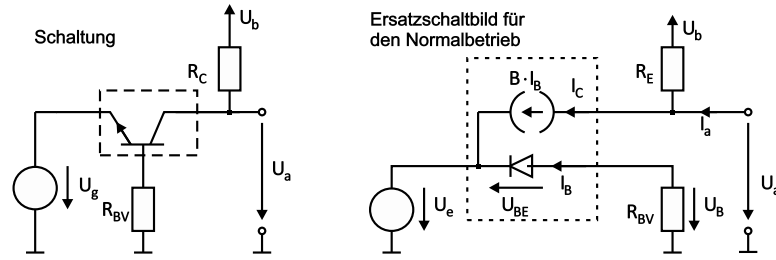 Schaltung
U_b
R_C
U_g
R_BV
U_a
Ersatzschaltbild für
den Normalbetrieb
U_b
R_E
B · I_B
I_C
I_a
I_B
U_BE
U_e
R_BV
U_B
U_a